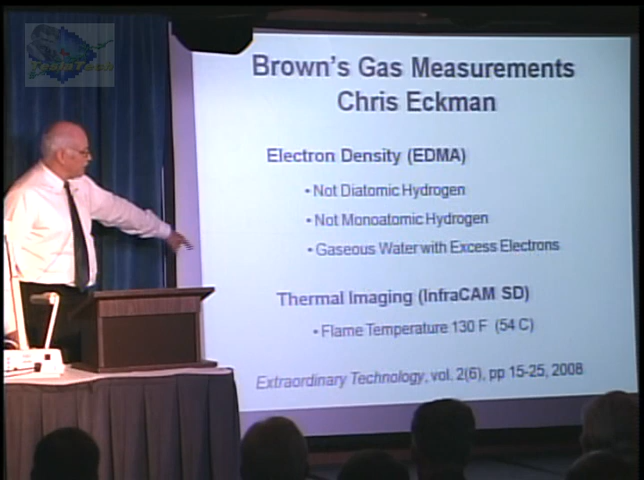 TeslaTech
Brown's Gas Measurements
Chris Eckman
Electron Density (EDMA)
• Not Diatomic Hydrogen
• Not Monoatomic Hydrogen
• Gaseous Water with Excess Electrons
Thermal Imaging (InfraCAM SD)
• Flame Temperature 130 F (54 C)
Extraordinary Technology, vol. 2(6), pp 15-25, 2008